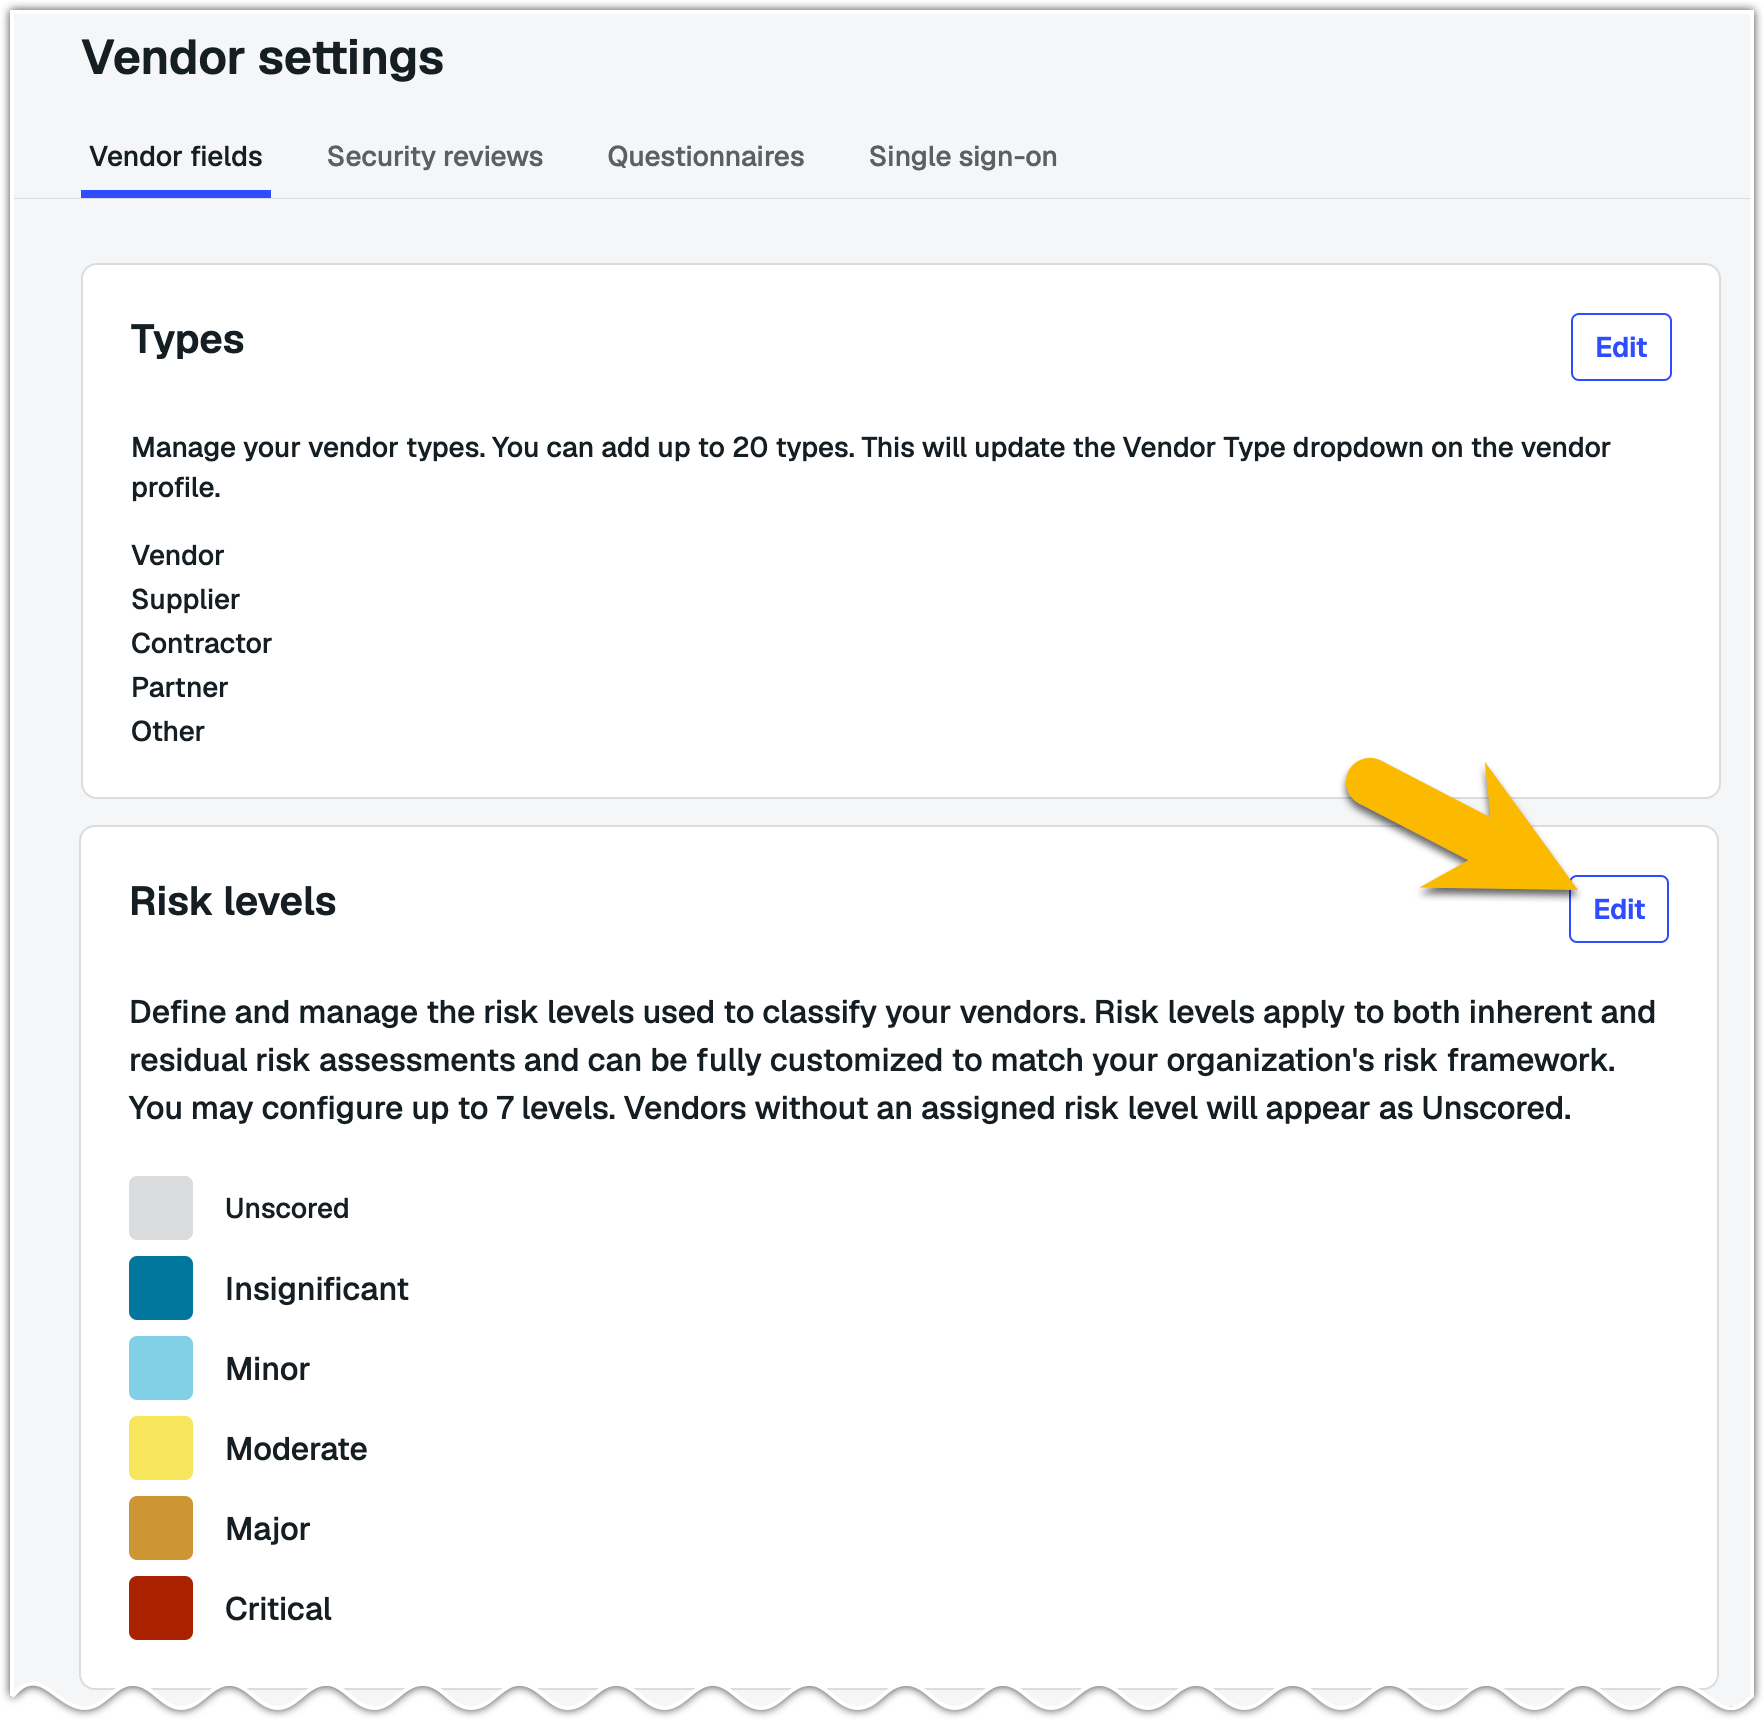 Vendor settings
Vendor fields Security reviews Questionnaires Single sign-on
Types
Edit
Manage your vendor types. You can add up to 20 types. This will update the Vendor Type dropdown on the vendor
profile.
Vendor
Supplier
Contractor
Partner
Other
Risk levels
Edit
Define and manage the risk levels used to classify your vendors. Risk levels apply to both inherent and
residual risk assessments and can be fully customized to match your organization's risk framework.
You may configure up to 7 levels. Vendors without an assigned risk level will appear as Unscored.
Unscored
Insignificant
Minor
Moderate
Major
Critical